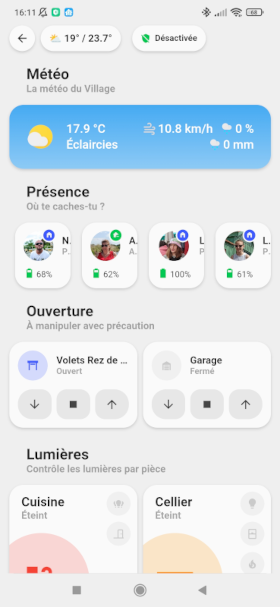 16:11
68
19° / 23.7°
Désactivée
Météo
La météo du Village
17.9 °C
10.8 km/h
0 %
Éclaircies
0 mm
Présence
Où te caches-tu ?
N
P...
68%
A.
A...
62%
L
P...
100%
L.
P...
61%
Ouverture
À manipuler avec précaution
Volets Rez de ...
Ouvert
Garage
Fermé
Lumières
Contrôle les lumières par pièce
Cuisine
Éteint
Cellier
Éteint